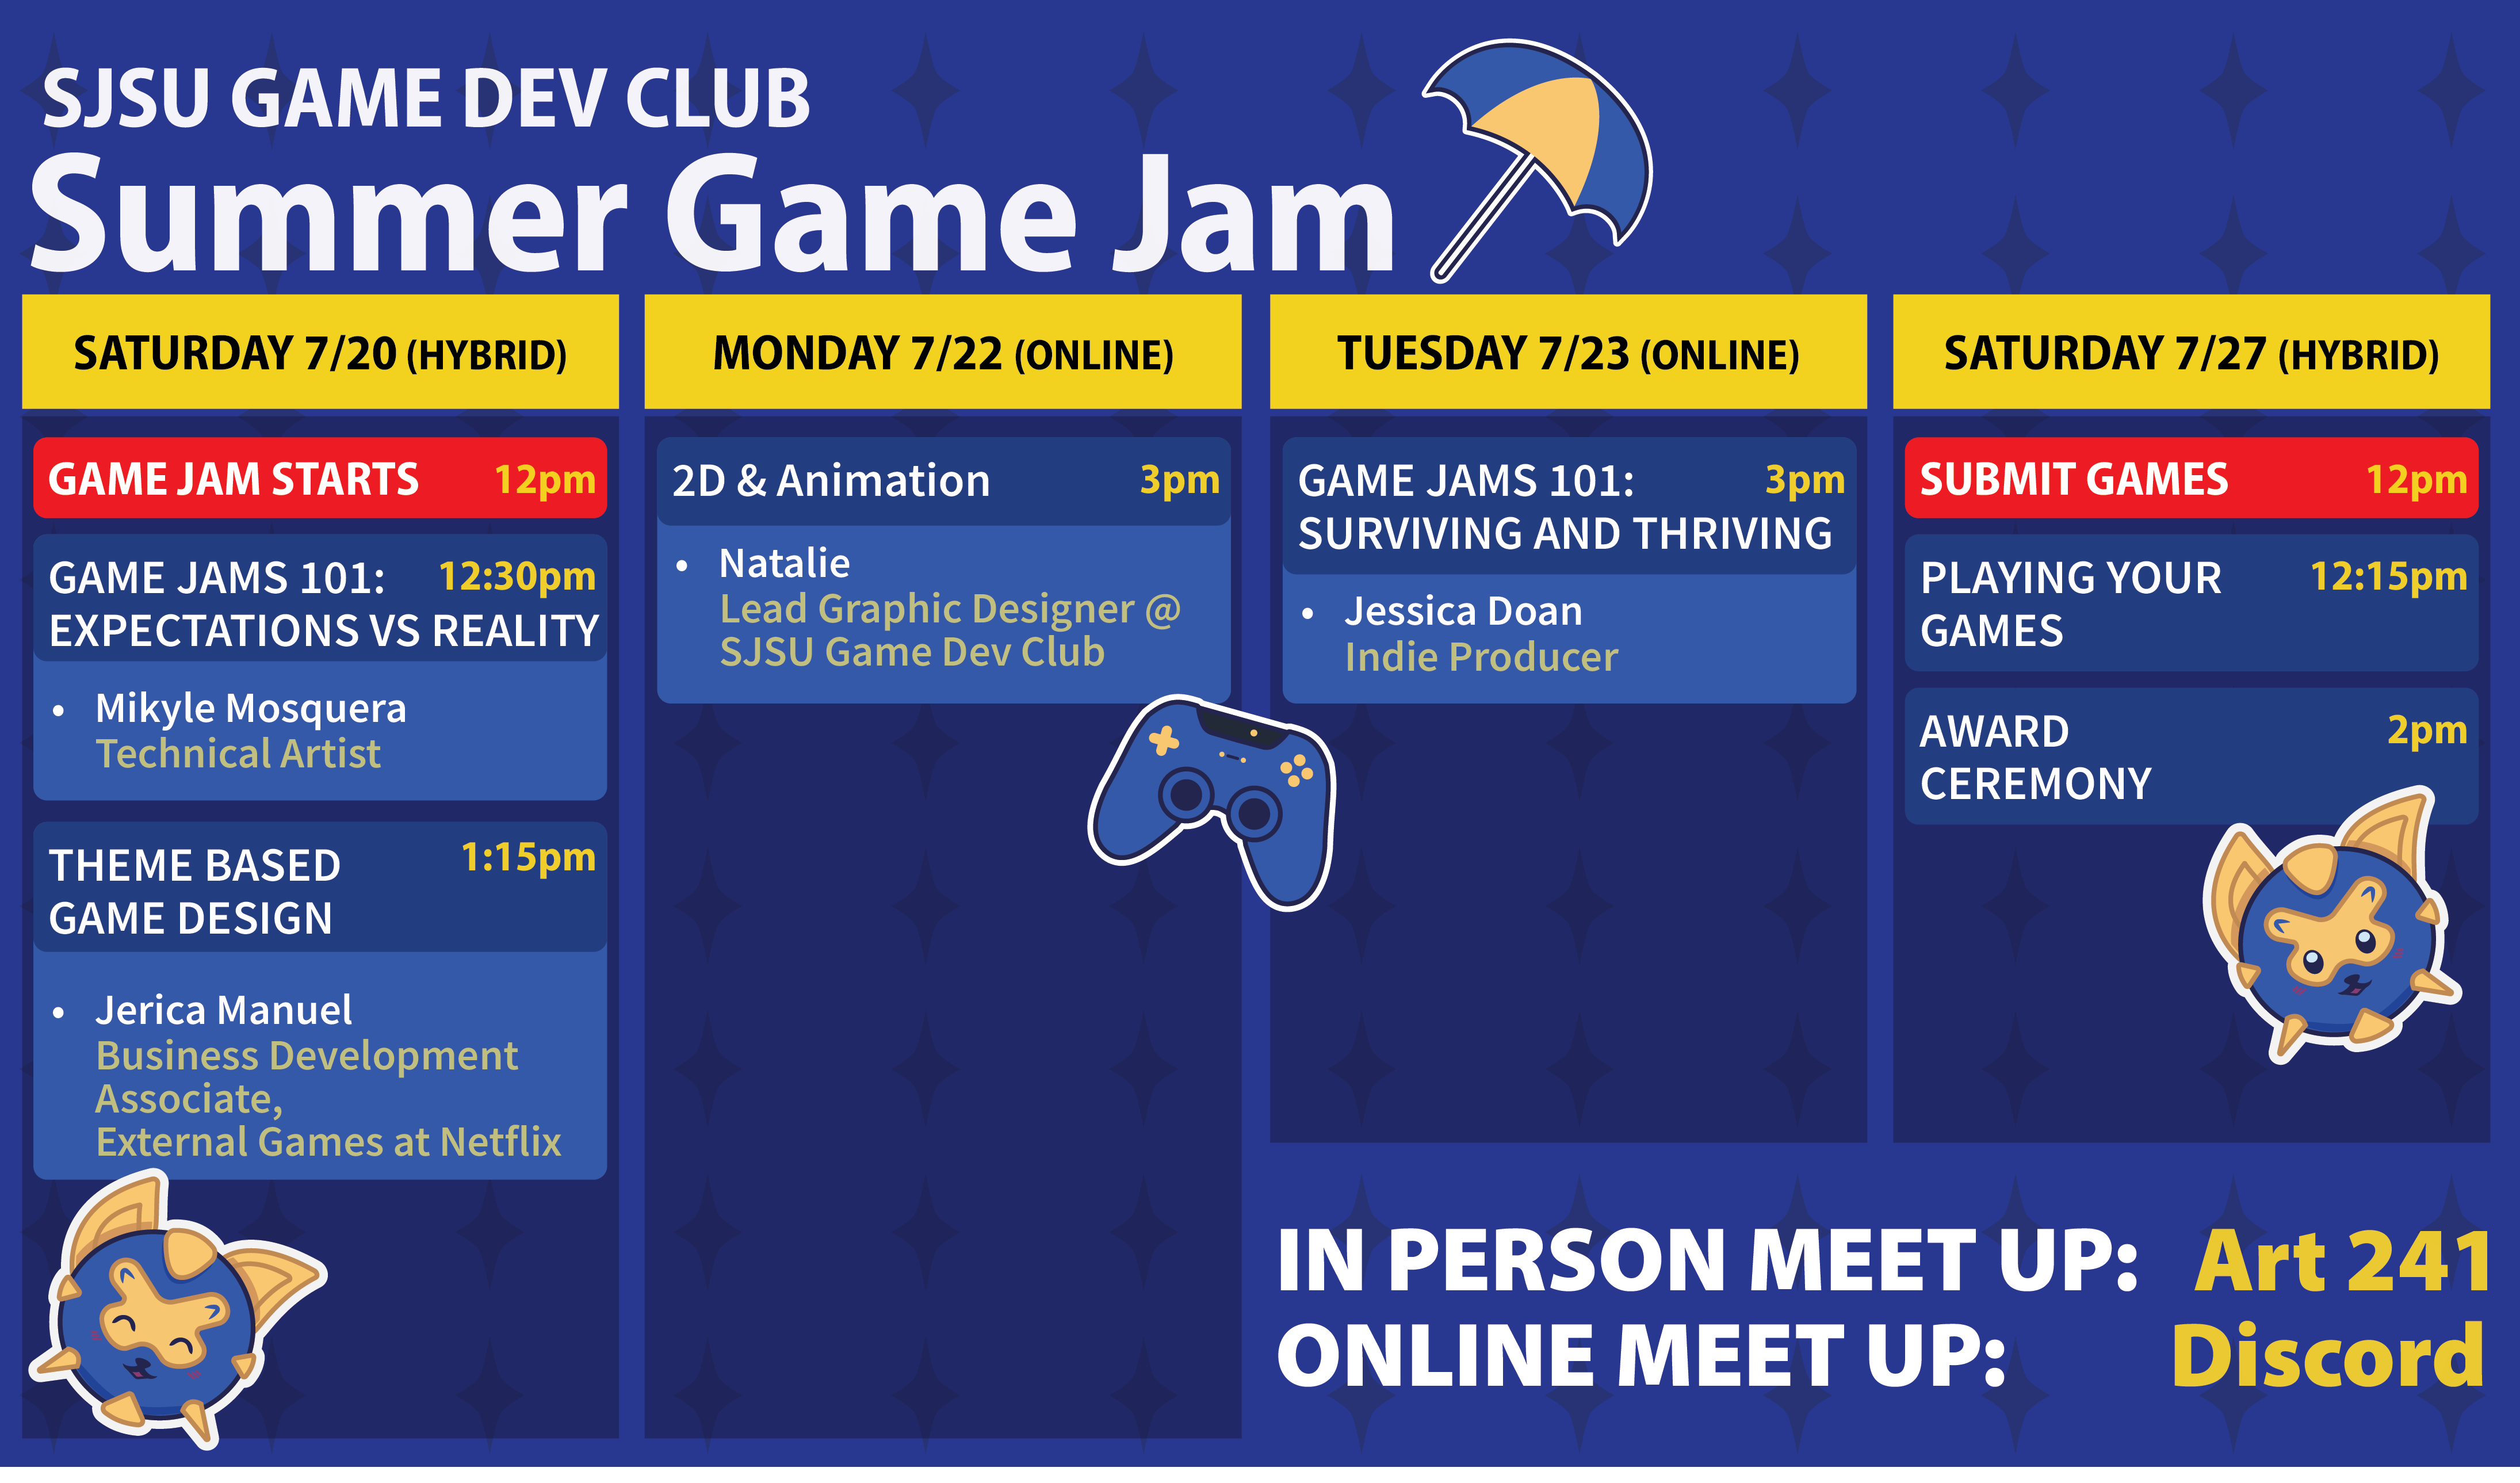 SJSU GAME DEV CLUB
Summer Game Jam
SATURDAY 7/20 (HYBRID)
GAME JAM STARTS 12pm
GAME JAMS 101: 12:30pm
EXPECTATIONS VS REALITY
• Mikyle Mosquera
Technical Artist
THEME BASED 1:15pm
GAME DESIGN
• Jerica Manuel
Business Development
Associate,
External Games at Netflix
MONDAY 7/22 (ONLINE)
2D & Animation 3pm
• Natalie
Lead Graphic Designer @
SJSU Game Dev Club
TUESDAY 7/23 (ONLINE)
GAME JAMS 101: 3pm
SURVIVING AND THRIVING
• Jessica Doan
Indie Producer
SATURDAY 7/27 (HYBRID)
SUBMIT GAMES 12pm
PLAYING YOUR 12:15pm
GAMES
AWARD 2pm
CEREMONY
IN PERSON MEET UP: Art 241
ONLINE MEET UP: Discord